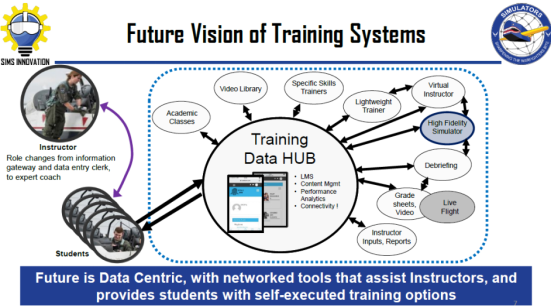 Future Vision of Training Systems
SIMS INNOVATION
SIMULATORS
Instructor
Role changes from information
gateway and data entry clerk,
to expert coach
Students
Academic
Classes
Video Library
Specific Skills
Trainers
Lightweight
Trainer
Virtual
Instructor
High Fidelity
Simulator
Debriefing
Grade
sheets,
Video
Live
Flight
Instructor
Inputs, Reports
Training
Data HUB
• LMS
• Content Mgmt
• Performance
Analytics
• Connectivity !
Future is Data Centric, with networked tools that assist Instructors, and
provides students with self-executed training options